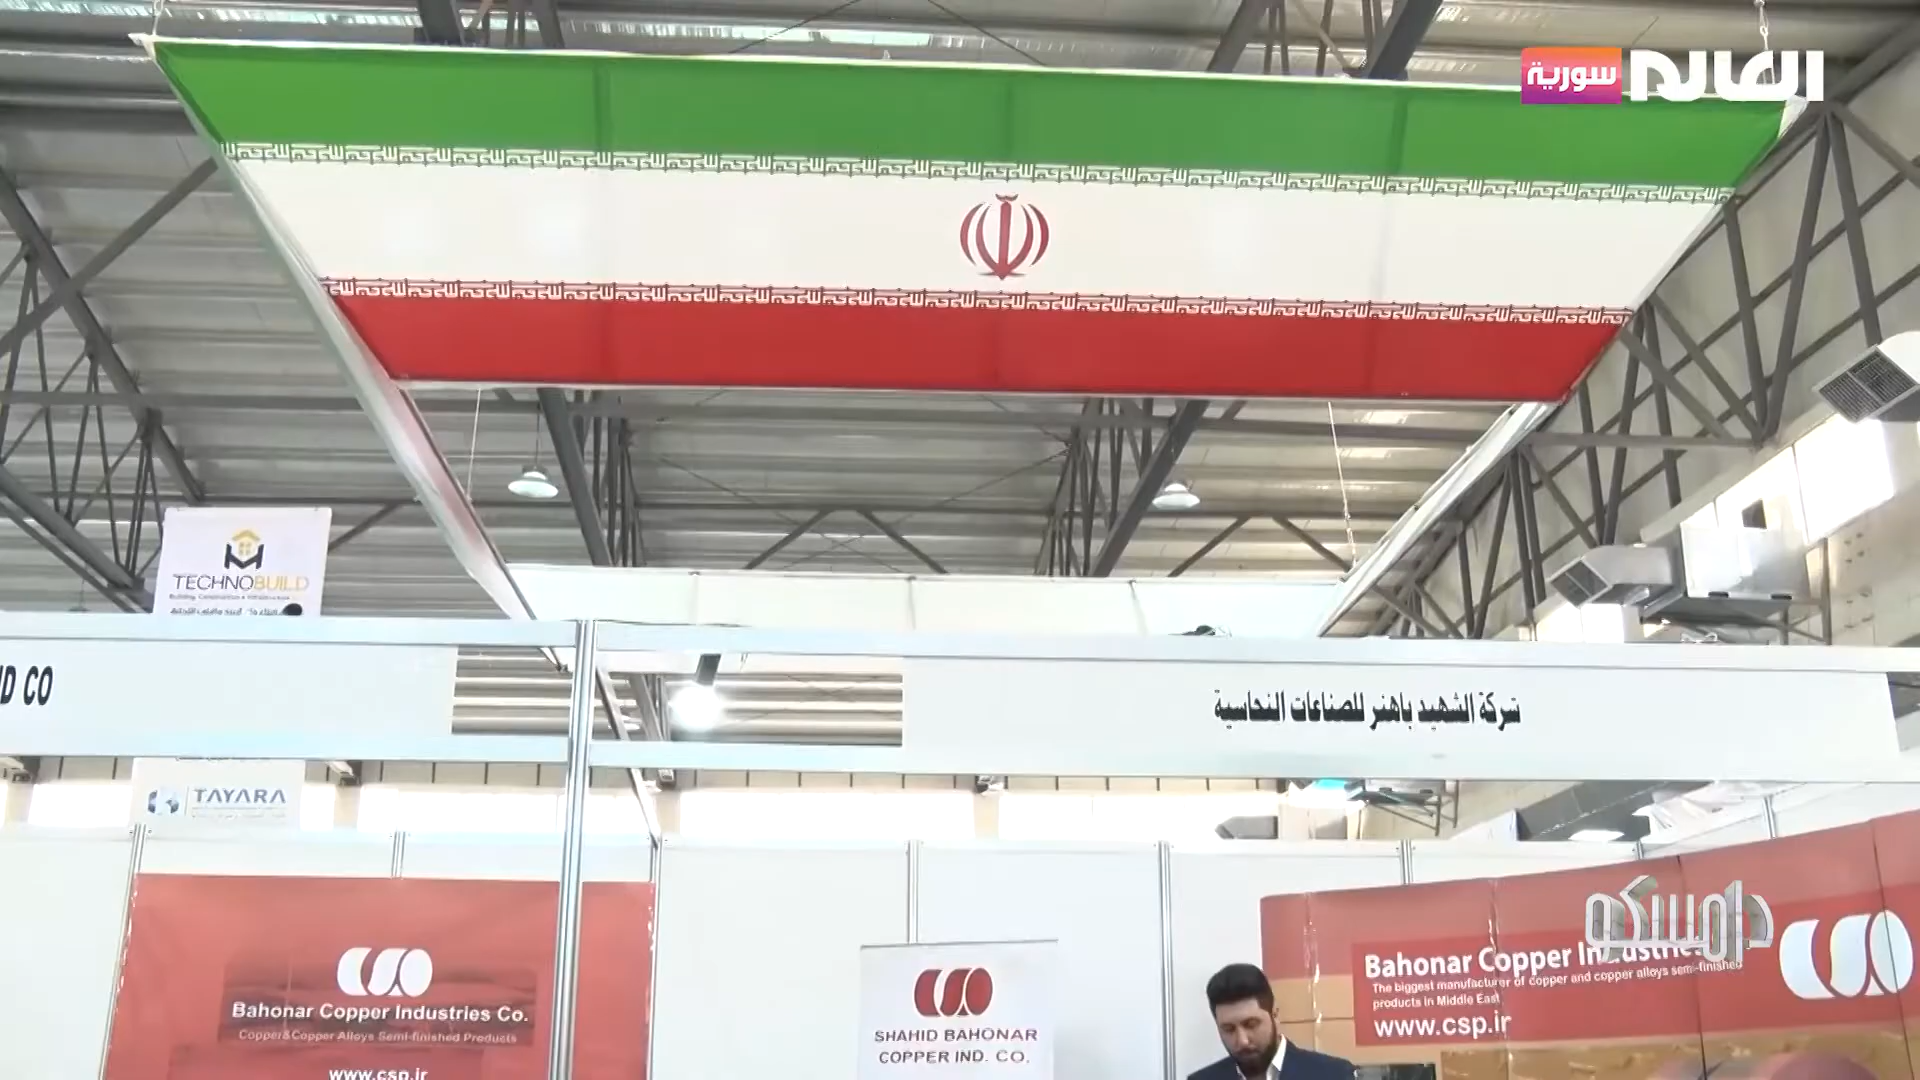 سورية العالم
TECHNOBUILD
ND CO
شركة الشهيد باهنر للصناعات النحاسية
TAYARA
Bahonar Copper Industries Co.
Copper&Copper Alloys Semi-finished Products
www.csp.ir
SHAHID BAHONAR
COPPER IND. CO.
دامسكو
Bahonar Copper Industries
The biggest manufacturer of copper and copper alloys semi-finished
products in Middle East
www.csp.ir